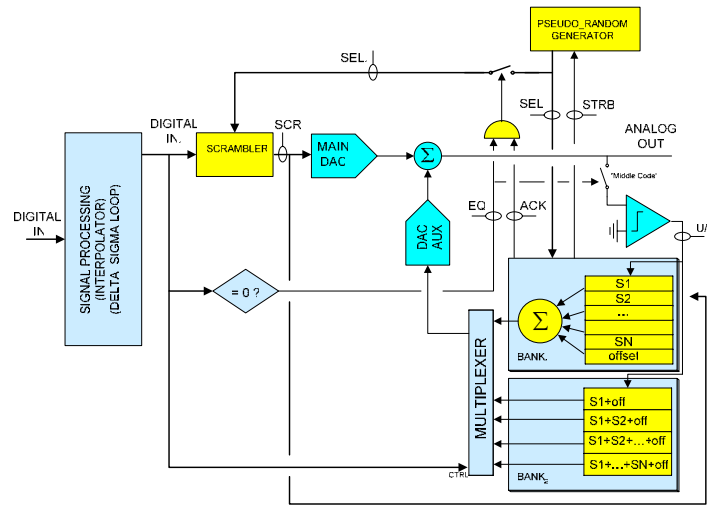 PSEUDO_RANDOM
GENERATOR
SEL.
SEL
STRB
DIGITAL
IN.
SCR
SCRAMBLER
MAIN
DAC
Σ
ANALOG
OUT
"Middle Code"
DIGITAL
IN
SIGNAL PROCESSING
(INTERPOLATOR)
(DELTA SIGMA LOOP)
EQ
ACK
DAC
AUX
U/
= 0 ?
S1
S2
...
SN
offset
Σ
BANK.
MULTIPLEXER
S1+off
S1+S2+off
S1+S2+...+off
S1+...+SN+off
CTRL
BANK2